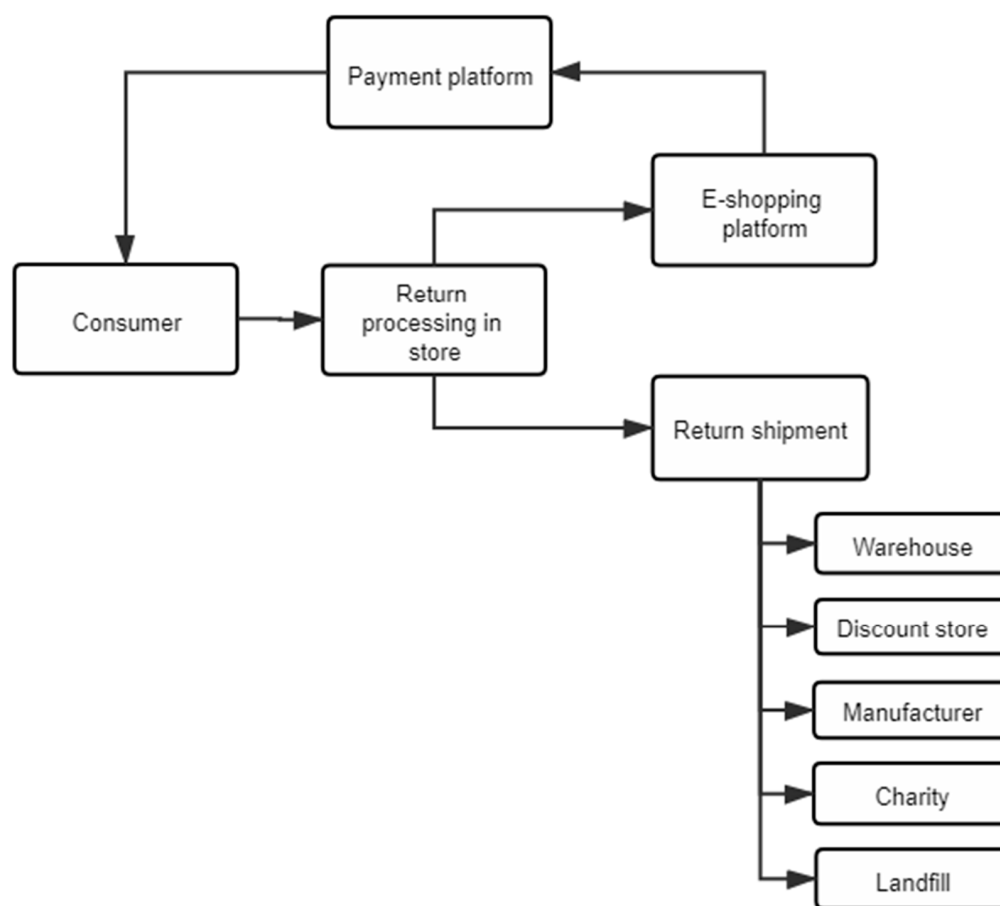 Payment platform
E-shopping
platform
Consumer
Return
processing in
store
Return shipment
Warehouse
Discount store
Manufacturer
Charity
Landfill